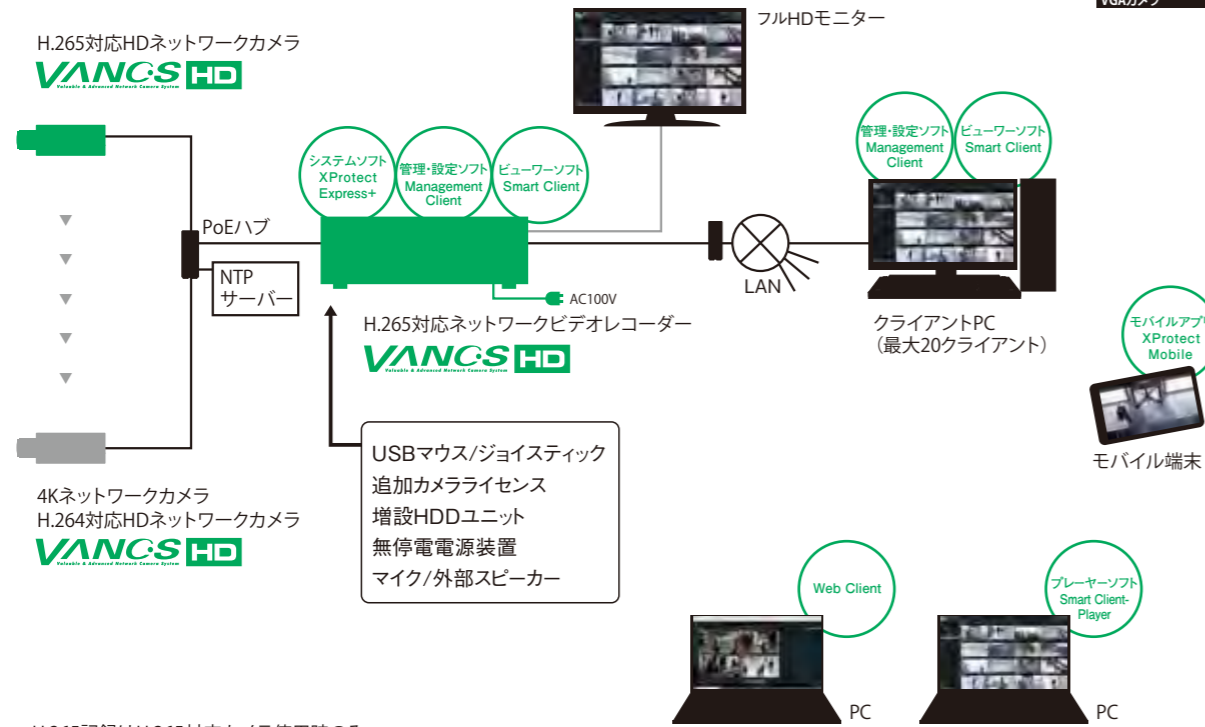 VGAカメラ
フルHDモニター
H.265対応HDネットワークカメラ
VANCS HD
Valuable & Advanced Network Camera System
システムソフト
XProtect
Express+
管理・設定ソフト
Management
Client
ビューワーソフト
Smart Client
管理・設定ソフト
Management
Client
ビューワーソフト
Smart Client
PoEハブ
NTP
サーバー
AC100V
LAN
H.265対応ネットワークビデオレコーダー
VANCS HD
Valuable & Advanced Network Camera System
クライアントPC
（最大20クライアント）
モバイルアプリ
XProtect
Mobile
モバイル端末
USBマウス/ジョイスティック
追加カメラライセンス
増設HDDユニット
無停電電源装置
マイク/外部スピーカー
4Kネットワークカメラ
H.264対応HDネットワークカメラ
VANCS HD
Valuable & Advanced Network Camera System
Web Client
プレーヤーソフト
Smart Client-
Player
PC
PC